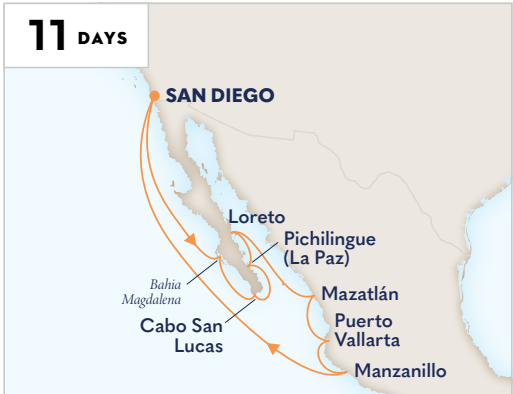 11 DAYS
SAN DIEGO
Loreto
Pichilingue
(La Paz)
Bahia
Magdalena
Mazatlán
Cabo San
Lucas
Puerto
Vallarta
Manzanillo